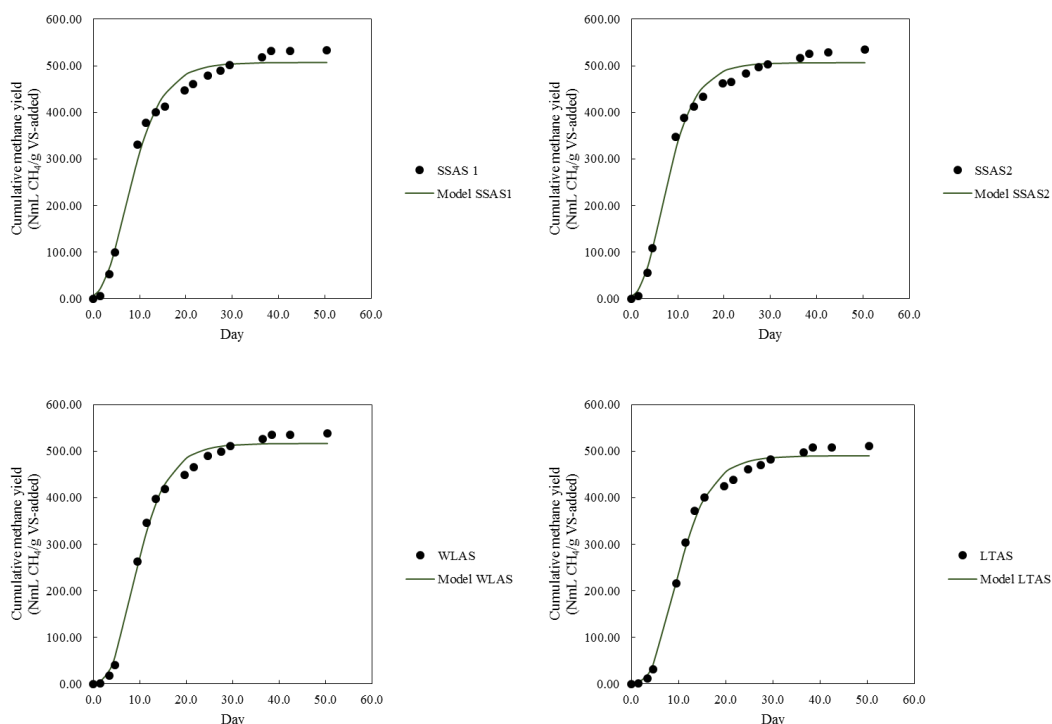 600.00
500.00
400.00
300.00
200.00
100.00
0.00
0.0 10.0 20.0 30.0 40.0 50.0 60.0
Day
Cumulative methane yield
(NmL CH4/g VS-added)
SSAS 1
Model SSAS1
600.00
500.00
400.00
300.00
200.00
100.00
0.00
0.0 10.0 20.0 30.0 40.0 50.0 60.0
Day
Cumulative methane yield
(NmL CH4/g VS-added)
SSAS2
Model SSAS2
600.00
500.00
400.00
300.00
200.00
100.00
0.00
0.0 10.0 20.0 30.0 40.0 50.0 60.0
Day
Cumulative methane yield
(NmL CH4/g VS-added)
WLAS
Model WLAS
600.00
500.00
400.00
300.00
200.00
100.00
0.00
0.0 10.0 20.0 30.0 40.0 50.0 60.0
Day
Cumulative methane yield
(NmL CH4/g VS-added)
LTAS
Model LTAS